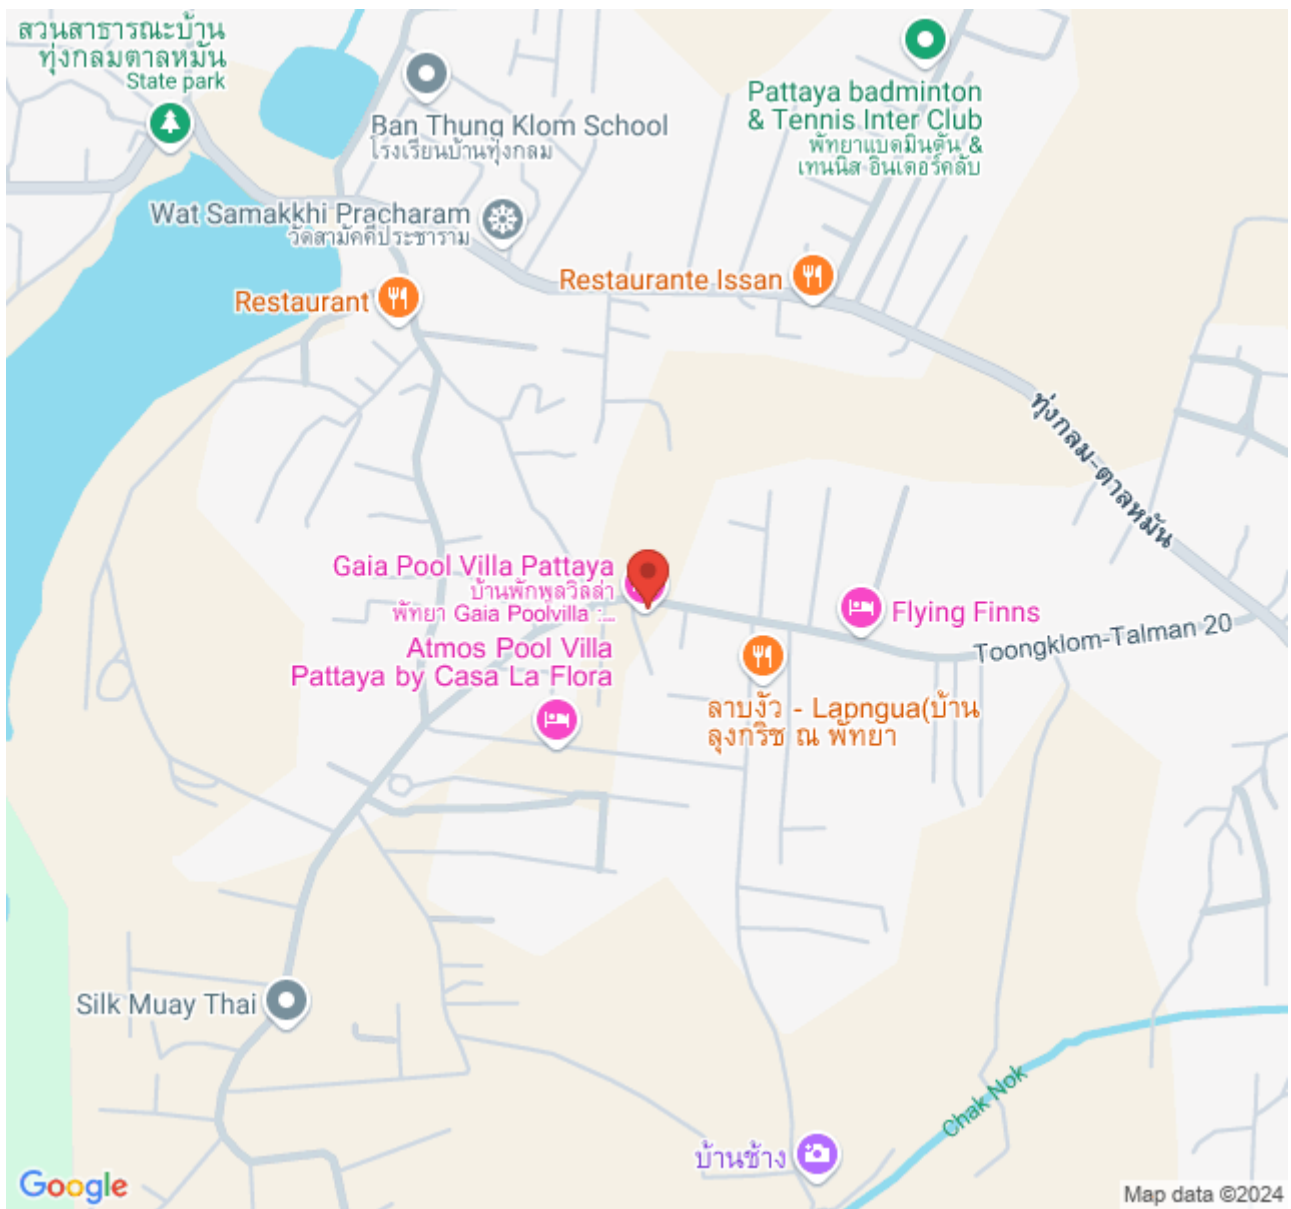 สวนสาธารณะบ้าน
ทุ่งกลมตาลหมัน
State park
Ban Thung Klom School
โรงเรียนบ้านทุ่งกลม
Pattaya badminton
& Tennis Inter Club
พัทยาแบดมินตัน &
เทนนิส อินเตอร์คลับ
Wat Samakkhi Pracharam
วัดสามัคคีประชาราม
Restaurant
Restaurante Issan
ทุ่งกลม-ตาลหมัน
Gaia Pool Villa Pattaya
บ้านพักพูลวิลล่า
พัทยา Gaia Poolvilla :...
Atmos Pool Villa
Pattaya by Casa La Flora
Flying Finns
Toongklom-Talman 20
ลาบงัว - Lapngua(บ้าน
ลุงกริช ณ พัทยา
Silk Muay Thai
Chak Nok
บ้านช้าง
Google
Map data ©2024